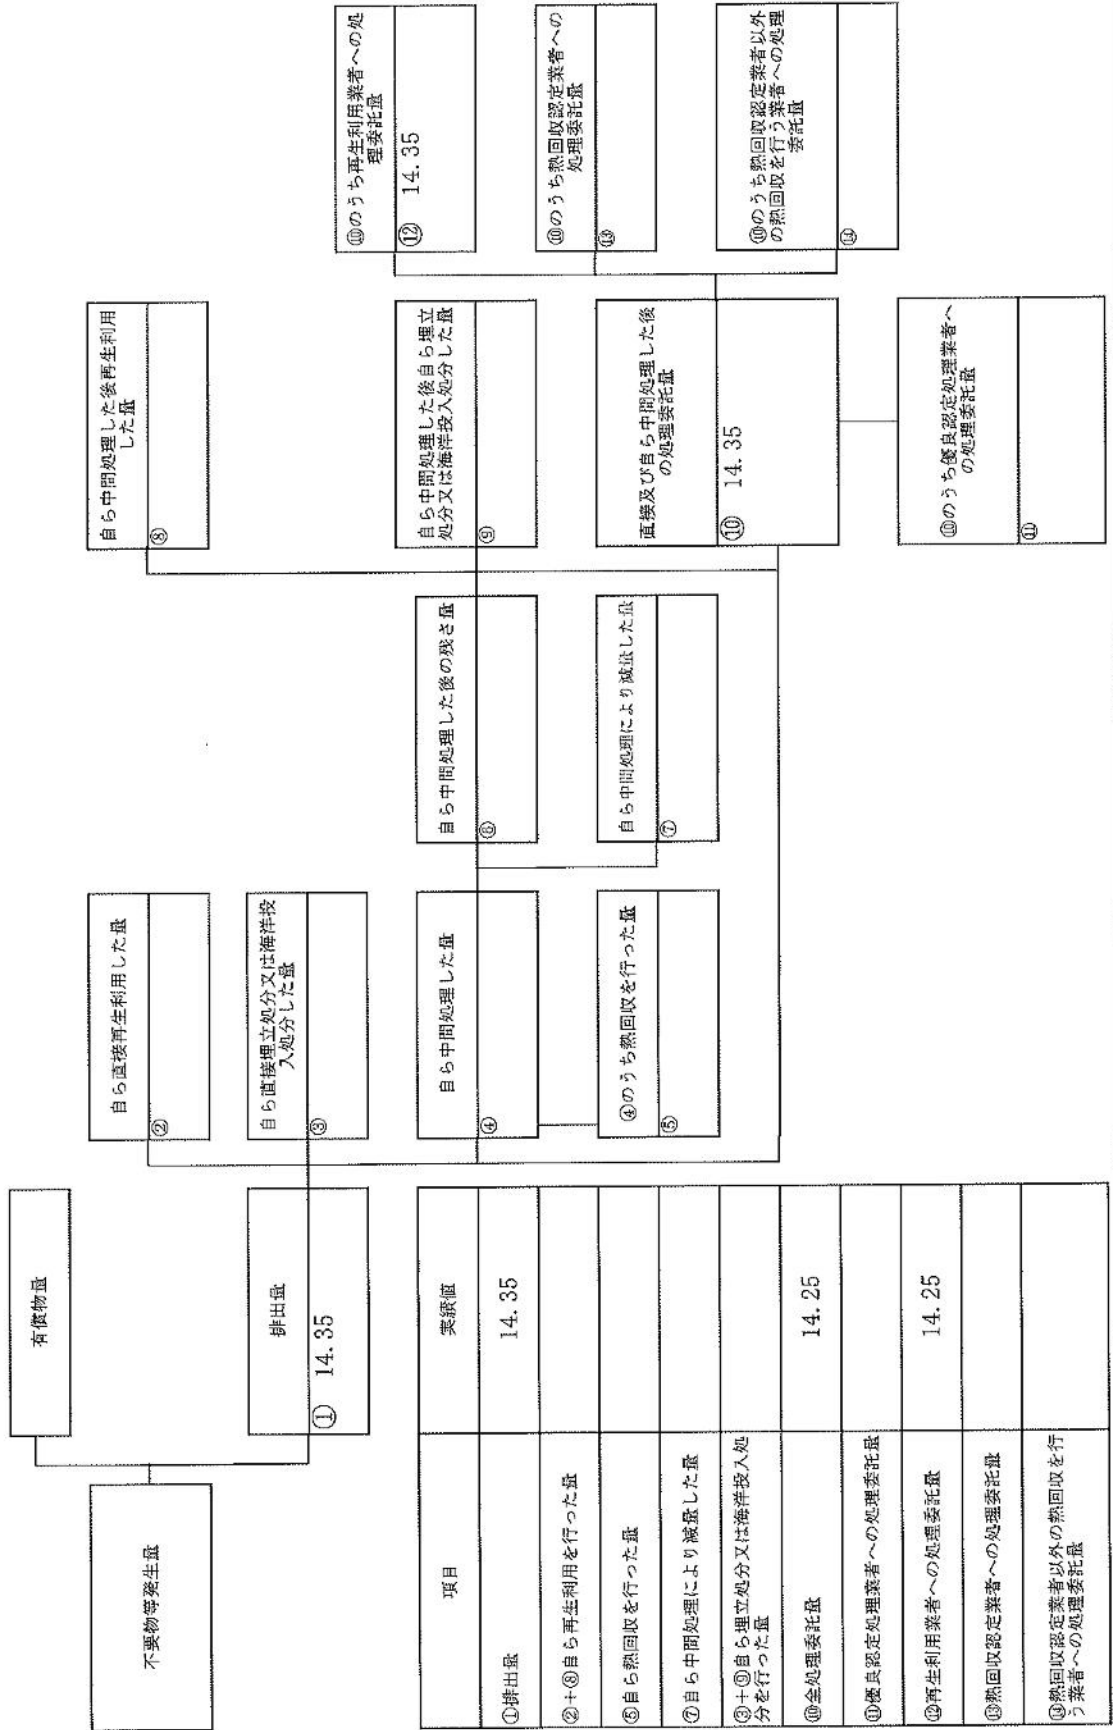 有償物量
不要物等発生量
排出量
① 14.35
自ら直接再生利用した量
②
自ら直接埋立処分又は海洋投
入処分した量
③
自ら中間処理した量
④
④のうち熱回収を行った量
⑤
自ら中間処理した後の残さ量
⑥
自ら中間処理により減量した量
⑦
自ら中間処理した後再生利用
した量
⑧
自ら中間処理した後自ら埋立
処分又は海洋投入処分した量
⑨
直接及び自ら中間処理した後
の処理委託量
⑩ 14.35
⑩のうち優良認定処理業者へ
の処理委託量
⑪
⑩のうち再生利用業者への処
理委託量
⑫ 14.35
⑩のうち熱回収認定業者への
処理委託量
⑬
⑩のうち熱回収認定業者以外
の熱回収を行う業者への処理
委託量
⑭
項目 実績値
①排出量 14.35
②+⑧自ら再生利用を行った量
⑤自ら熱回収を行った量
⑦自ら中間処理により減量した量
③+⑨自ら埋立処分又は海洋投入処
分を行った量
⑩全処理委託量 14.25
⑪優良認定処理業者への処理委託量
⑫再生利用業者への処理委託量 14.25
⑬熱回収認定業者への処理委託量
⑭熱回収認定業者以外の熱回収を行
う業者への処理委託量